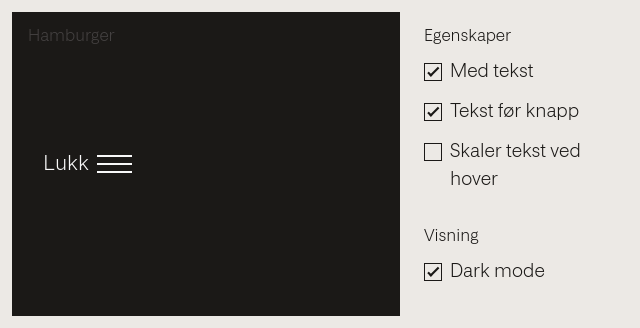 Hamburger
Lukk
Egenskaper
Med tekst
Tekst før knapp
Skaler tekst ved
hover
Visning
Dark mode